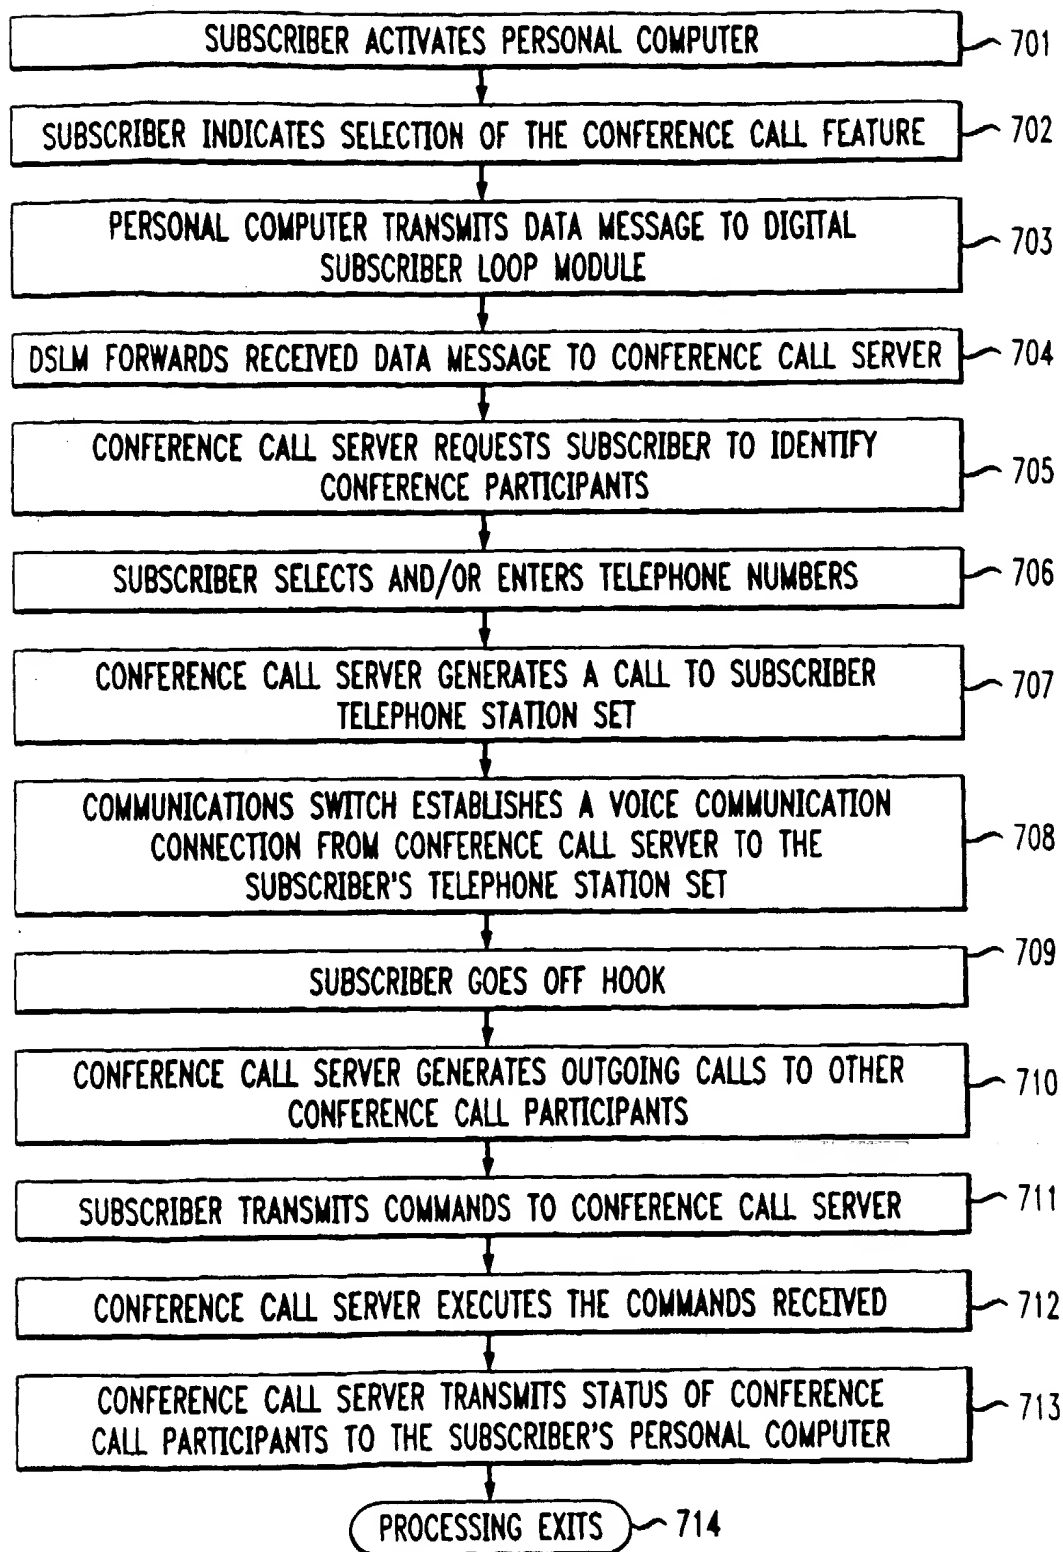 SUBSCRIBER ACTIVATES PERSONAL COMPUTER
701
SUBSCRIBER INDICATES SELECTION OF THE CONFERENCE CALL FEATURE
702
PERSONAL COMPUTER TRANSMITS DATA MESSAGE TO DIGITAL
SUBSCRIBER LOOP MODULE
703
DSLM FORWARDS RECEIVED DATA MESSAGE TO CONFERENCE CALL SERVER
704
CONFERENCE CALL SERVER REQUESTS SUBSCRIBER TO IDENTIFY
CONFERENCE PARTICIPANTS
705
SUBSCRIBER SELECTS AND/OR ENTERS TELEPHONE NUMBERS
706
CONFERENCE CALL SERVER GENERATES A CALL TO SUBSCRIBER
TELEPHONE STATION SET
707
COMMUNICATIONS SWITCH ESTABLISHES A VOICE COMMUNICATION
CONNECTION FROM CONFERENCE CALL SERVER TO THE
SUBSCRIBER'S TELEPHONE STATION SET
708
SUBSCRIBER GOES OFF HOOK
709
CONFERENCE CALL SERVER GENERATES OUTGOING CALLS TO OTHER
CONFERENCE CALL PARTICIPANTS
710
SUBSCRIBER TRANSMITS COMMANDS TO CONFERENCE CALL SERVER
711
CONFERENCE CALL SERVER EXECUTES THE COMMANDS RECEIVED
712
CONFERENCE CALL SERVER TRANSMITS STATUS OF CONFERENCE
CALL PARTICIPANTS TO THE SUBSCRIBER'S PERSONAL COMPUTER
713
PROCESSING EXITS
714